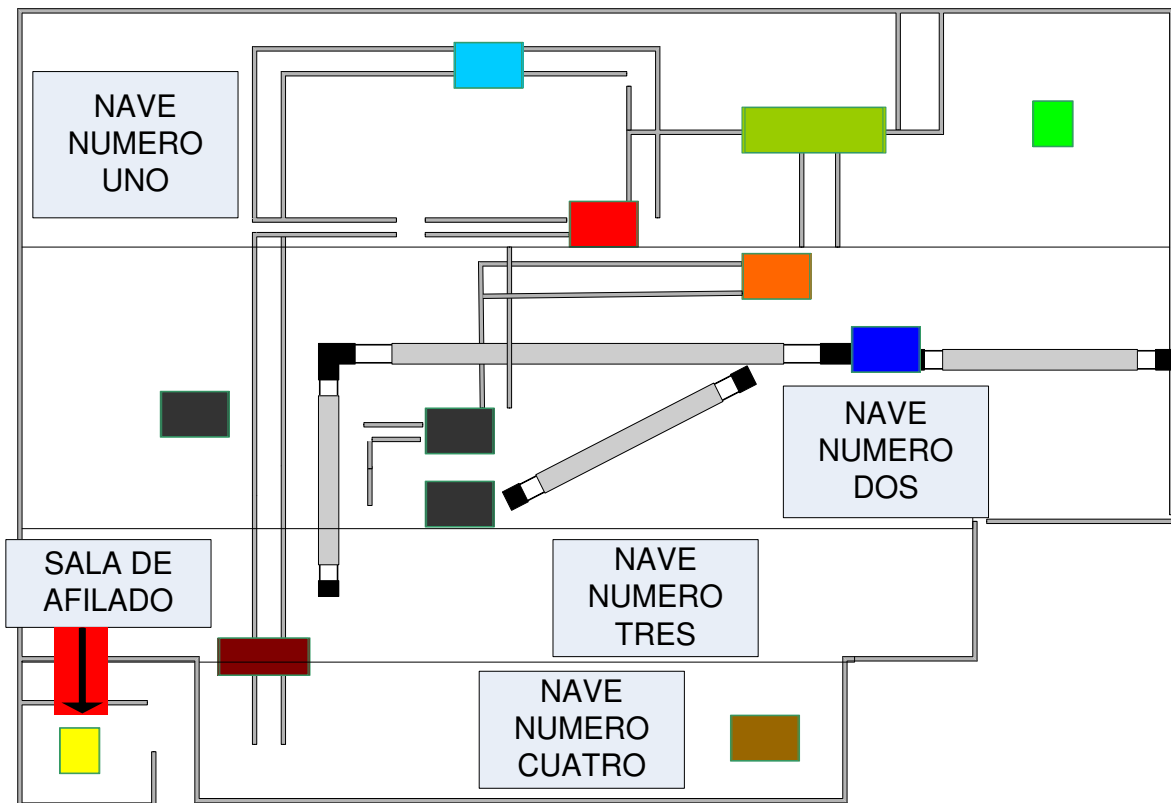 NAVE
NUMERO
UNO
NAVE
NUMERO
DOS
SALA DE
AFILADO
NAVE
NUMERO
TRES
NAVE
NUMERO
CUATRO